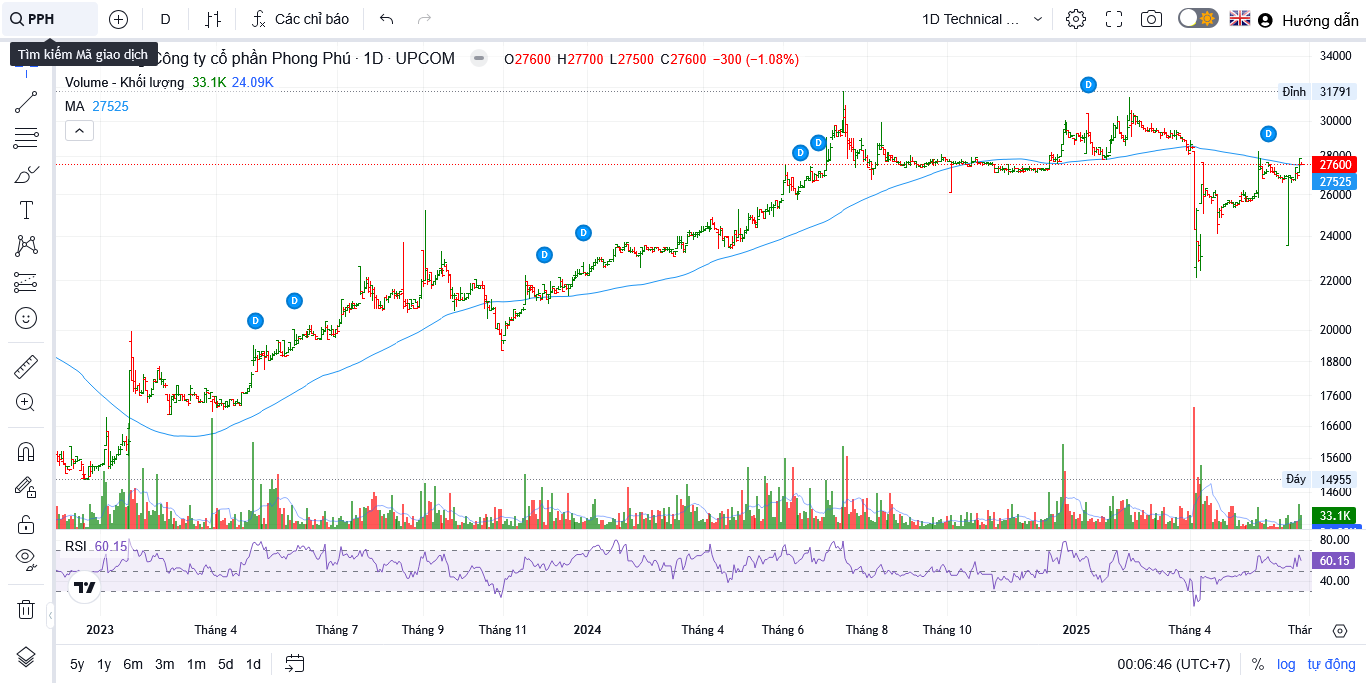 PPH
D
Các chỉ báo
1D Technical ...
Hướng dẫn
Tìm kiếm Mã giao dịch
Công ty cổ phần Phong Phú · 1D · UPCOM
O27600 H27700 L27500 C27600 −300 (−1.08%)
Volume - Khối lượng 33.1K 24.09K
MA 27525
34000
Đỉnh 31791
30000
28000
27600
27525
26000
24000
22000
20000
18800
17600
16600
15600
Đáy 14955
14600
33.1K
D
D
D
D
D
D
D
D
RSI 60.15
80.00
60.15
40.00
2023 Tháng 4 Tháng 7 Tháng 9 Tháng 11 2024 Tháng 4 Tháng 6 Tháng 8 Tháng 10 2025 Tháng 4 Thár
5y 1y 6m 3m 1m 5d 1d
00:06:46 (UTC+7) % log tự động